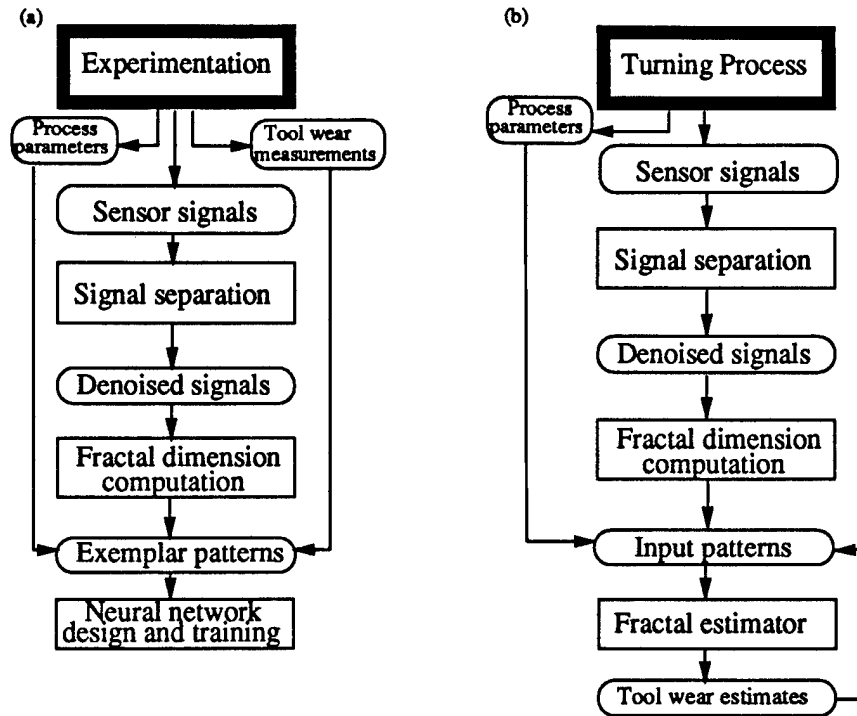 (a)
Experimentation
Process
parameters
Tool wear
measurements
Sensor signals
Signal separation
Denoised signals
Fractal dimension
computation
Exemplar patterns
Neural network
design and training
(b)
Turning Process
Process
parameters
Sensor signals
Signal separation
Denoised signals
Fractal dimension
computation
Input patterns
Fractal estimator
Tool wear estimates